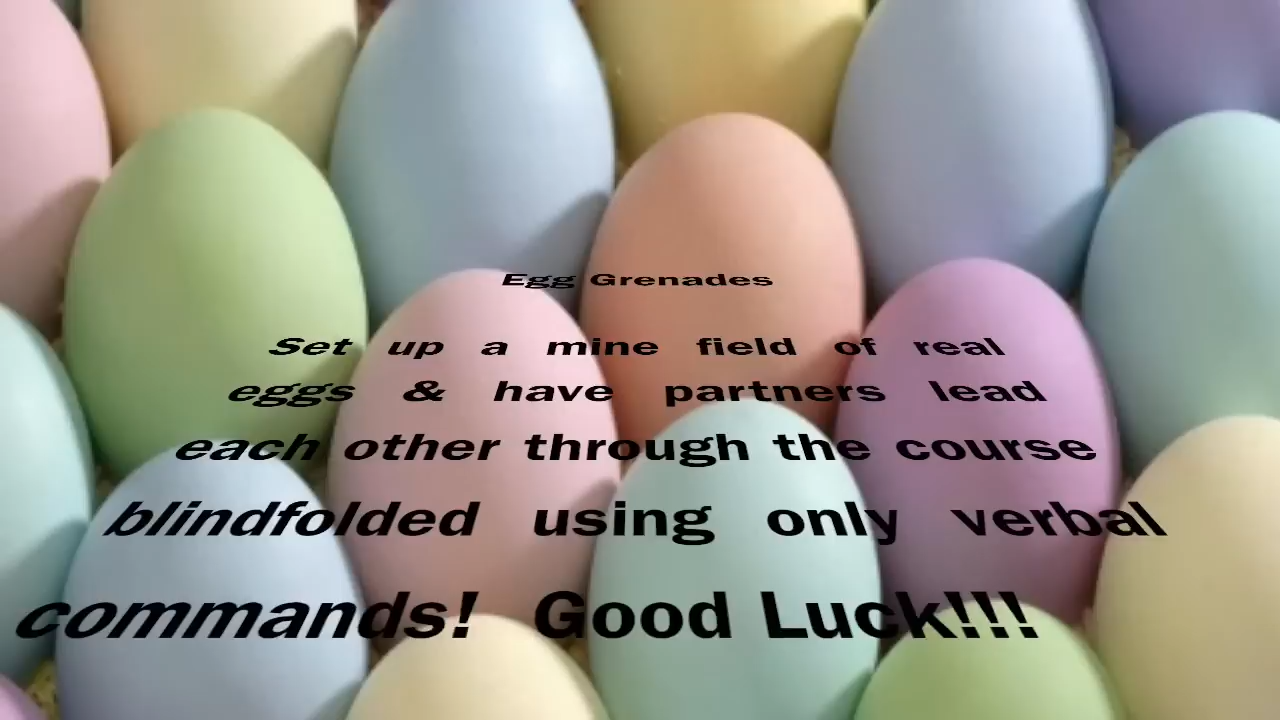 Egg Grenades
Set up a mine field of real
eggs & have partners lead
each other through the course
blindfolded using only verbal
commands! Good Luck!!!